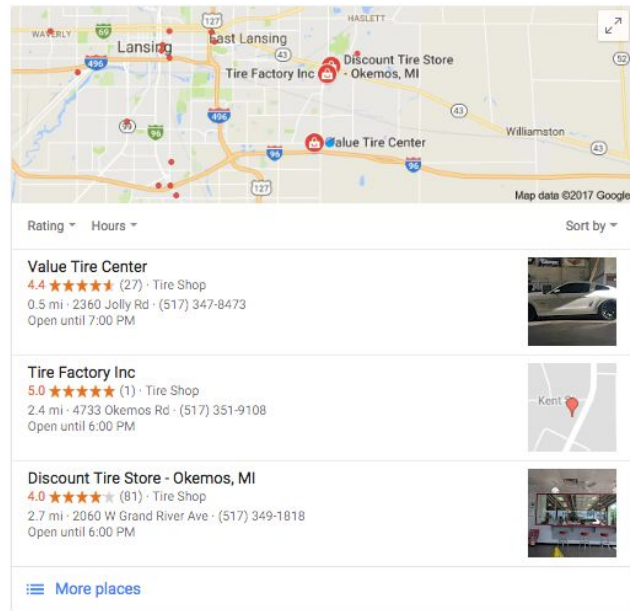 127
HASLETT
WAVERLY
69
East Lansing
Lansing
43
Discount Tire Store
- Okemos, MI
52
Tire Factory Inc
496
496
99
96
43
Williamston
43
96
Value Tire Center
96
127
Map data ©2017 Google
Rating Hours Sort by
Value Tire Center
4.4 (27) · Tire Shop
0.5 mi · 2360 Jolly Rd · (517) 347-8473
Open until 7:00 PM
Tire Factory Inc
5.0 (1) · Tire Shop
2.4 mi · 4733 Okemos Rd · (517) 351-9108
Open until 6:00 PM
Kent
Discount Tire Store - Okemos, MI
4.0 (81) · Tire Shop
2.7 mi · 2060 W Grand River Ave · (517) 349-1818
Open until 6:00 PM
More places